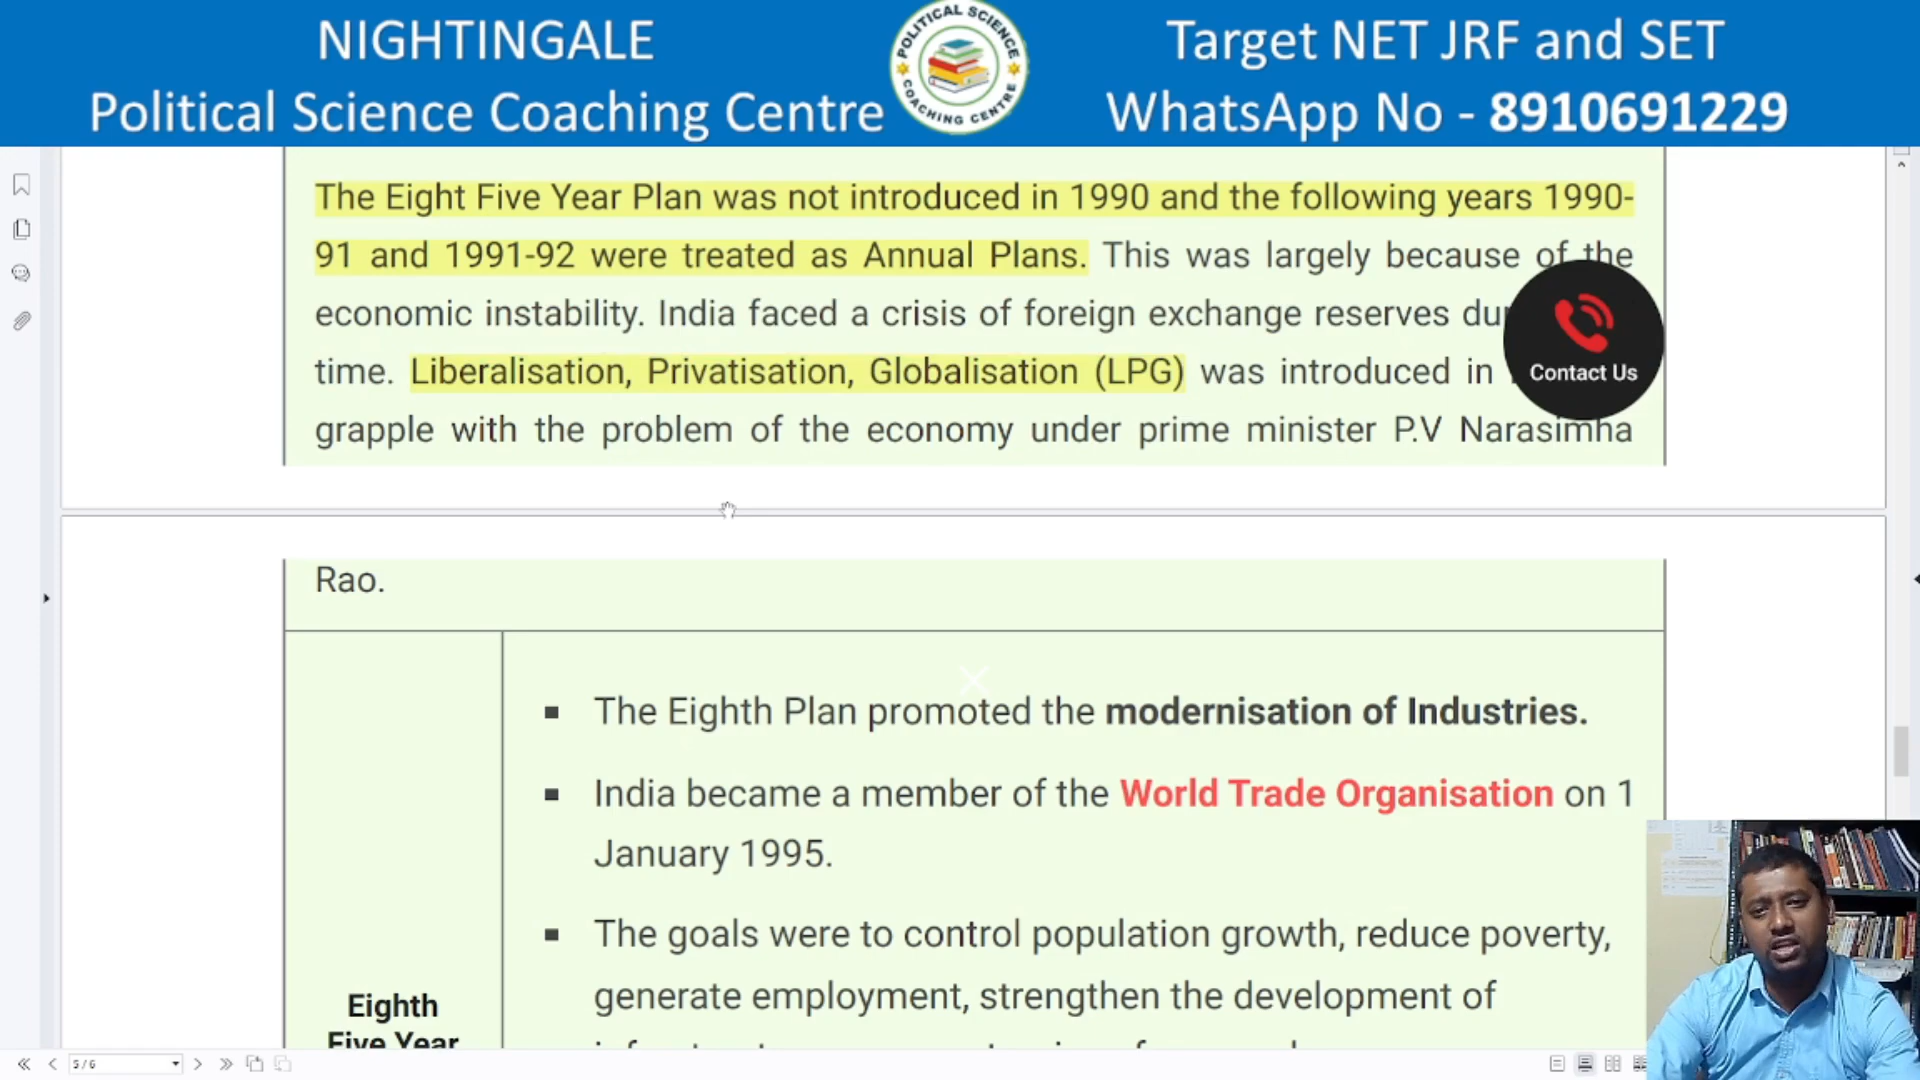 NIGHTINGALE
Political Science Coaching Centre
POLITICAL SCIENCE
COACHING CENTRE
Target NET JRF and SET
WhatsApp No - 8910691229
The Eight Five Year Plan was not introduced in 1990 and the following years 1990-
91 and 1991-92 were treated as Annual Plans. This was largely because of the
economic instability. India faced a crisis of foreign exchange reserves
time. Liberalisation, Privatisation, Globalisation (LPG) was introduced in
grapple with the problem of the economy under prime minister P.V Narasimha
Contact Us
Rao.
The Eighth Plan promoted the modernisation of Industries.
India became a member of the World Trade Organisation on 1
January 1995.
The goals were to control population growth, reduce poverty,
generate employment, strengthen the development of
Eighth
Five Year
5/6